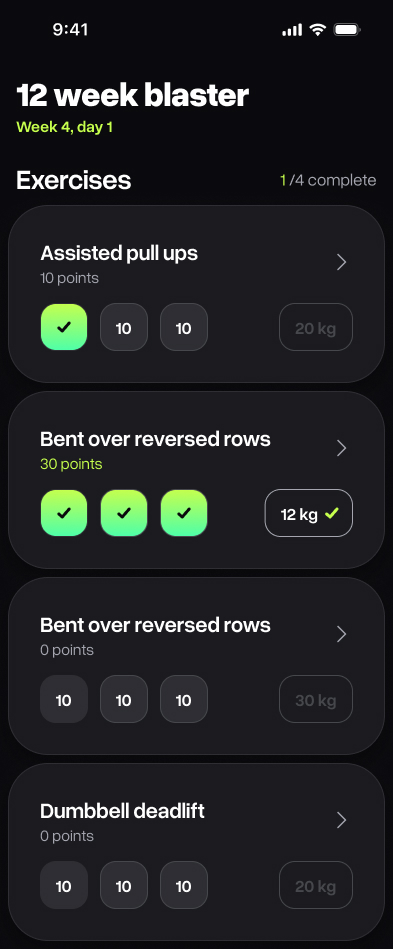 9:41
12 week blaster
Week 4, day 1
Exercises 1/4 complete
Assisted pull ups
10 points
10 10 20 kg
Bent over reversed rows
30 points
12 kg
Bent over reversed rows
0 points
10 10 10 30 kg
Dumbbell deadlift
0 points
10 10 10 20 kg